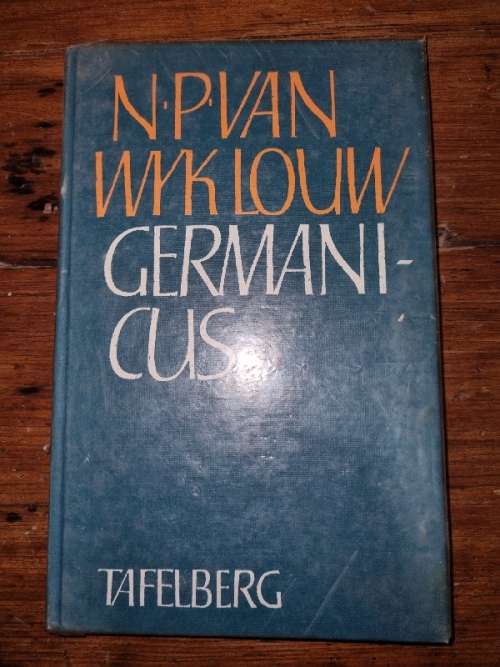 N·P·VAN
WYK LOUW
GERMANI-
CUS
TAFELBERG